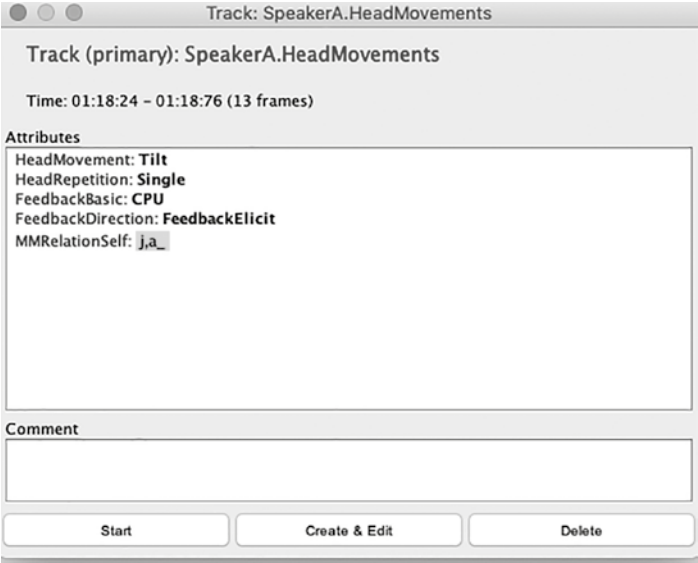 Track: SpeakerA.HeadMovements
Track (primary): SpeakerA.HeadMovements
Time: 01:18:24 – 01:18:76 (13 frames)
Attributes
HeadMovement: Tilt
HeadRepetition: Single
FeedbackBasic: CPU
FeedbackDirection: FeedbackElicit
MMRelationSelf: j,a_
Comment
Start Create & Edit Delete